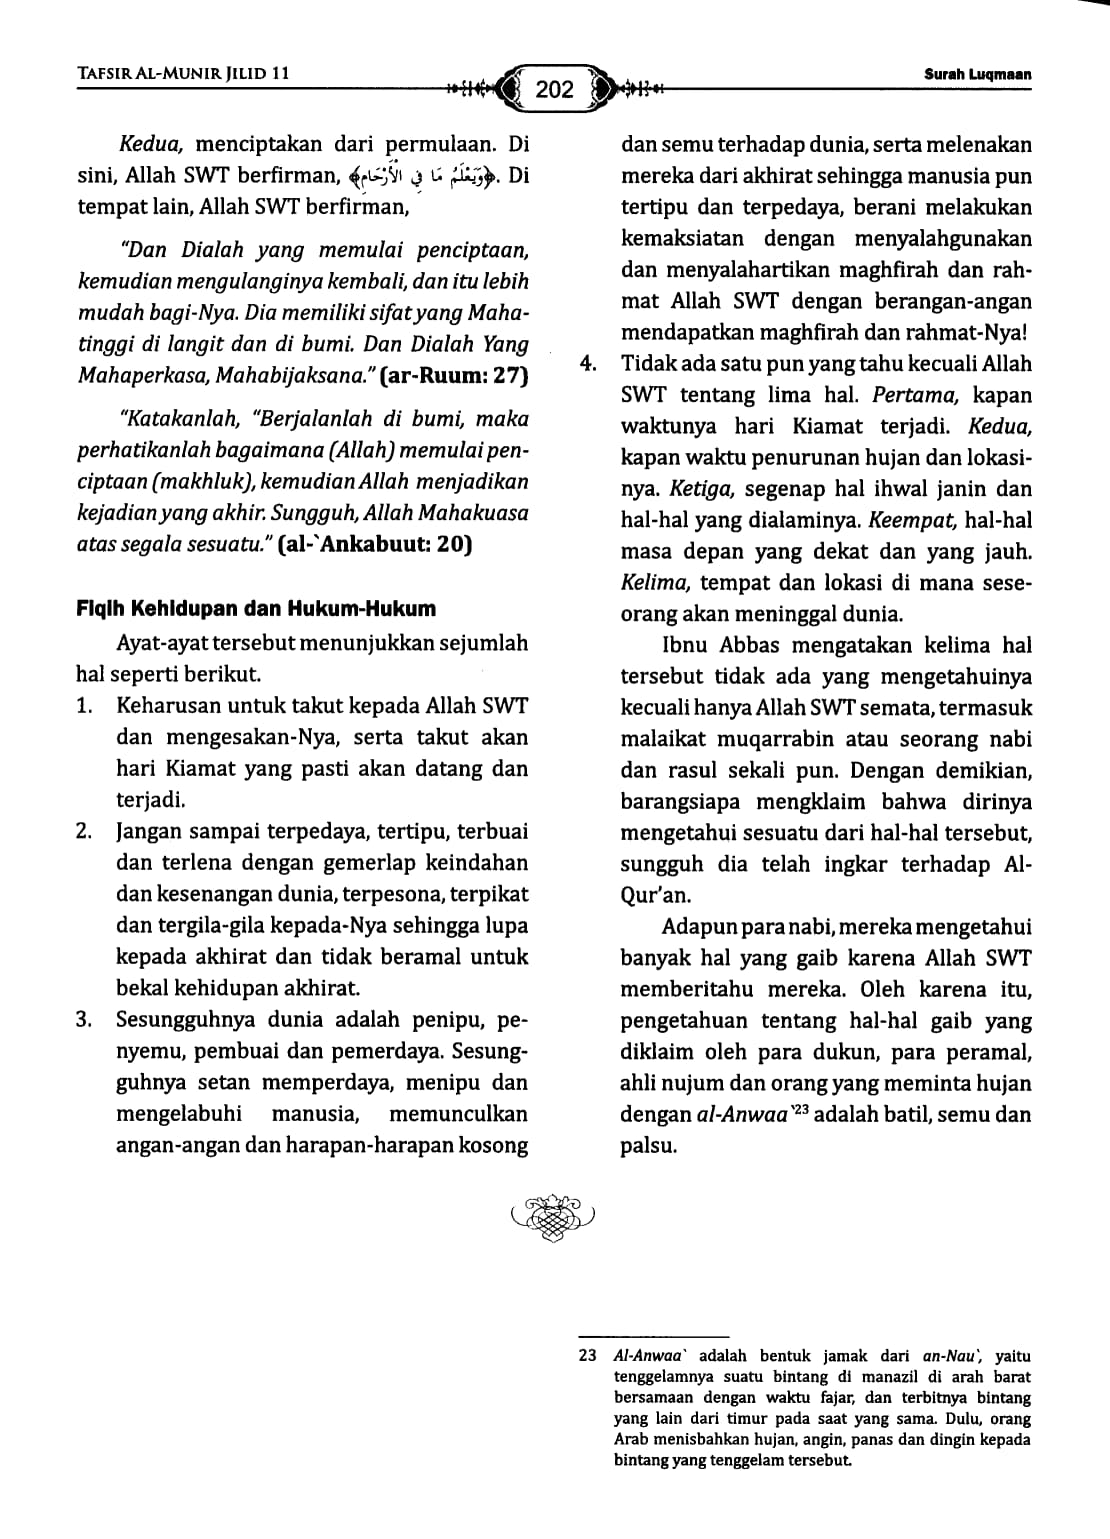 TAFSIR AL-MUNIR JILID 11
202
Surah Luqmaan
Kedua, menciptakan dari permulaan. Di
sini, Allah SWT berfirman, ﴿وَيَعْلَمُ مَا فِي الْأَرْحَامِ﴾. Di
tempat lain, Allah SWT berfirman,
“Dan Dialah yang memulai penciptaan,
kemudian mengulanginya kembali, dan itu lebih
mudah bagi-Nya. Dia memiliki sifat yang Maha-
tinggi di langit dan di bumi. Dan Dialah Yang
Mahaperkasa, Mahabijaksana.” (ar-Ruum: 27)
“Katakanlah, “Berjalanlah di bumi, maka
perhatikanlah bagaimana (Allah) memulai pen-
ciptaan (makhluk), kemudian Allah menjadikan
kejadian yang akhir. Sungguh, Allah Mahakuasa
atas segala sesuatu.” (al-`Ankabuut: 20)
Fiqih Kehidupan dan Hukum-Hukum
Ayat-ayat tersebut menunjukkan sejumlah
hal seperti berikut.
1. Keharusan untuk takut kepada Allah SWT
dan mengesakan-Nya, serta takut akan
hari Kiamat yang pasti akan datang dan
terjadi.
2. Jangan sampai terpedaya, tertipu, terbuai
dan terlena dengan gemerlap keindahan
dan kesenangan dunia, terpesona, terpikat
dan tergila-gila kepada-Nya sehingga lupa
kepada akhirat dan tidak beramal untuk
bekal kehidupan akhirat.
3. Sesungguhnya dunia adalah penipu, pe-
nyemu, pembuai dan pemerdaya. Sesung-
guhnya setan memperdaya, menipu dan
mengelabuhi manusia, memunculkan
angan-angan dan harapan-harapan kosong
dan semu terhadap dunia, serta melenakan
mereka dari akhirat sehingga manusia pun
tertipu dan terpedaya, berani melakukan
kemaksiatan dengan menyalahgunakan
dan menyalahartikan maghfirah dan rah-
mat Allah SWT dengan berangan-angan
mendapatkan maghfirah dan rahmat-Nya!
4. Tidak ada satu pun yang tahu kecuali Allah
SWT tentang lima hal. Pertama, kapan
waktunya hari Kiamat terjadi. Kedua,
kapan waktu penurunan hujan dan lokasi-
nya. Ketiga, segenap hal ihwal janin dan
hal-hal yang dialaminya. Keempat, hal-hal
masa depan yang dekat dan yang jauh.
Kelima, tempat dan lokasi di mana sese-
orang akan meninggal dunia.
Ibnu Abbas mengatakan kelima hal
tersebut tidak ada yang mengetahuinya
kecuali hanya Allah SWT semata, termasuk
malaikat muqarrabin atau seorang nabi
dan rasul sekali pun. Dengan demikian,
barangsiapa mengklaim bahwa dirinya
mengetahui sesuatu dari hal-hal tersebut,
sungguh dia telah ingkar terhadap Al-
Qur’an.
Adapun para nabi, mereka mengetahui
banyak hal yang gaib karena Allah SWT
memberitahu mereka. Oleh karena itu,
pengetahuan tentang hal-hal gaib yang
diklaim oleh para dukun, para peramal,
ahli nujum dan orang yang meminta hujan
dengan al-Anwaa`23 adalah batil, semu dan
palsu.
23 Al-Anwaa` adalah bentuk jamak dari an-Nau`, yaitu
tenggelamnya suatu bintang di manazil di arah barat
bersamaan dengan waktu fajar, dan terbitnya bintang
yang lain dari timur pada saat yang sama. Dulu, orang
Arab menisbahkan hujan, angin, panas dan dingin kepada
bintang yang tenggelam tersebut.